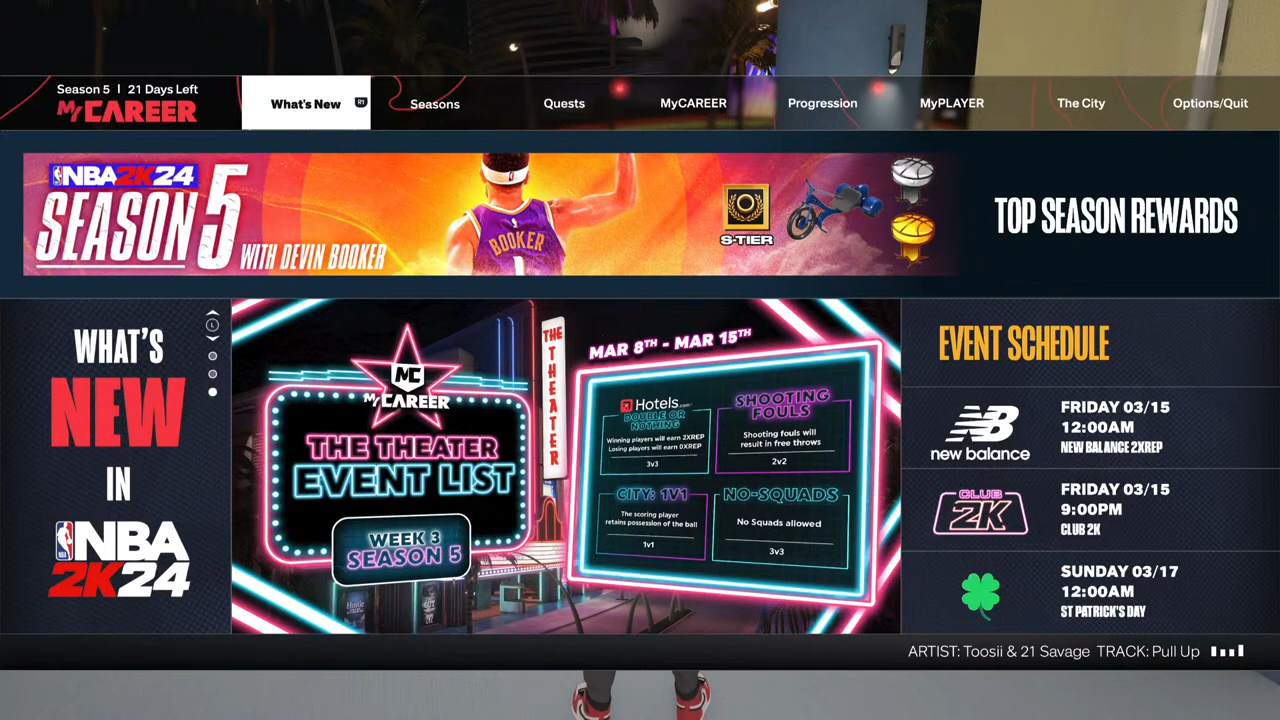 Season 5 | 21 Days Left
MyCAREER
What's New
R1
Seasons
Quests
MyCAREER
Progression
MyPLAYER
The City
Options/Quit
NBA 2K24
SEASON 5
WITH DEVIN BOOKER
BOOKER
1
S-TIER
TOP SEASON REWARDS
WHAT'S
NEW
IN
NBA
2K24
L
MC
MyCAREER
THE THEATER
EVENT LIST
WEEK 3
SEASON 5
THE THEATER
MAR 8TH - MAR 15TH
Hotels.com
DOUBLE OR
NOTHING
Winning players will earn 2XREP
Losing players will earn 0XREP
3v3
SHOOTING
FOULS
Shooting fouls will
result in free throws
2v2
CITY: 1V1
The scoring player
retains possession of the ball
1v1
NO-SQUADS
No Squads allowed
3v3
EVENT SCHEDULE
NB
new balance
FRIDAY 03/15
12:00AM
NEW BALANCE 2XREP
CLUB
2K
FRIDAY 03/15
9:00PM
CLUB 2K
SUNDAY 03/17
12:00AM
ST PATRICK'S DAY
ARTIST: Toosii & 21 Savage TRACK: Pull Up